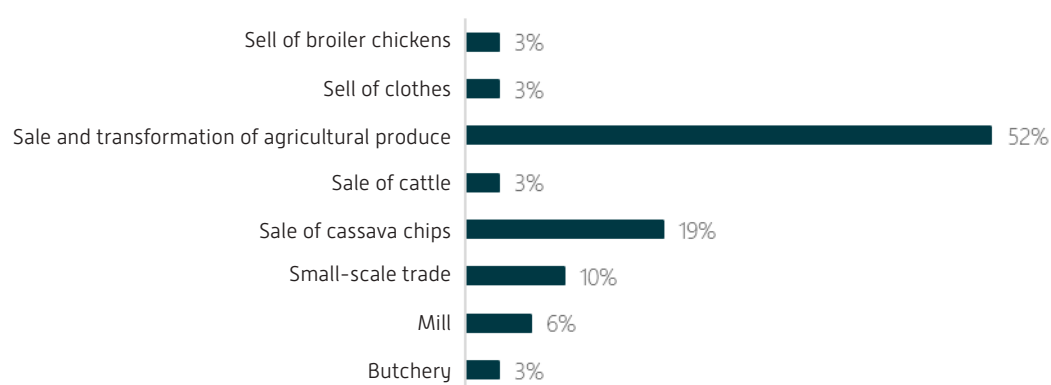 Sell of broiler chickens 3%
Sell of clothes 3%
Sale and transformation of agricultural produce 52%
Sale of cattle 3%
Sale of cassava chips 19%
Small-scale trade 10%
Mill 6%
Butchery 3%